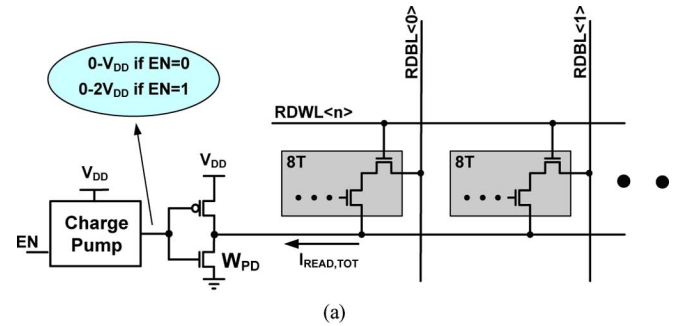 0-VDD if EN=0
0-2VDD if EN=1
RDBL<0>
RDBL<1>
RDWL<n>
VDD
VDD
8T
8T
Charge
Pump
EN
WPD
IREAD,TOT
(a)